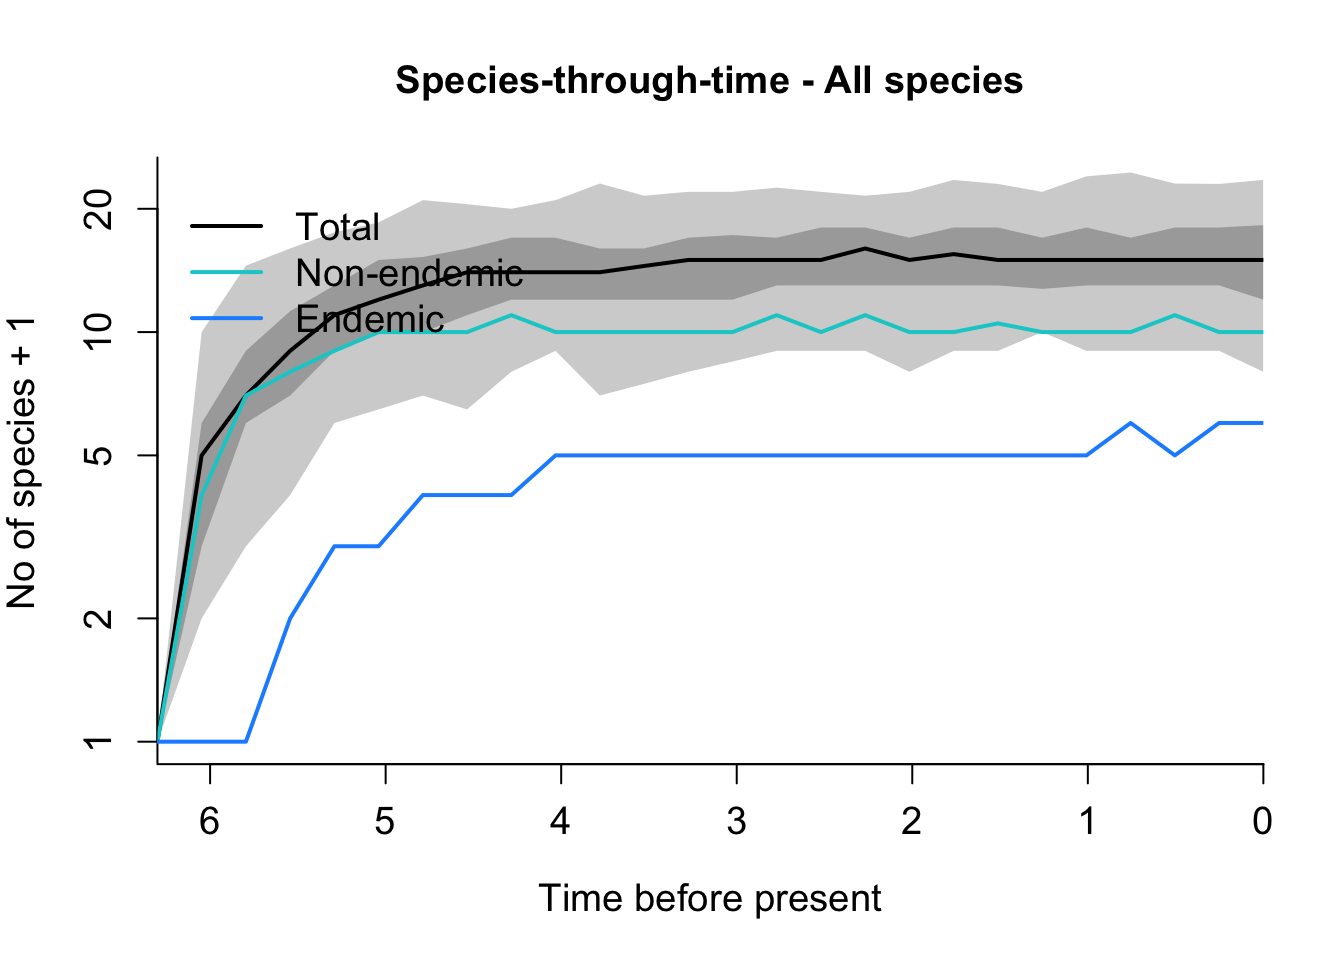 Species-through-time - All species
No of species + 1
20
10
5
2
1
Total
Non-endemic
Endemic
6 5 4 3 2 1 0
Time before present